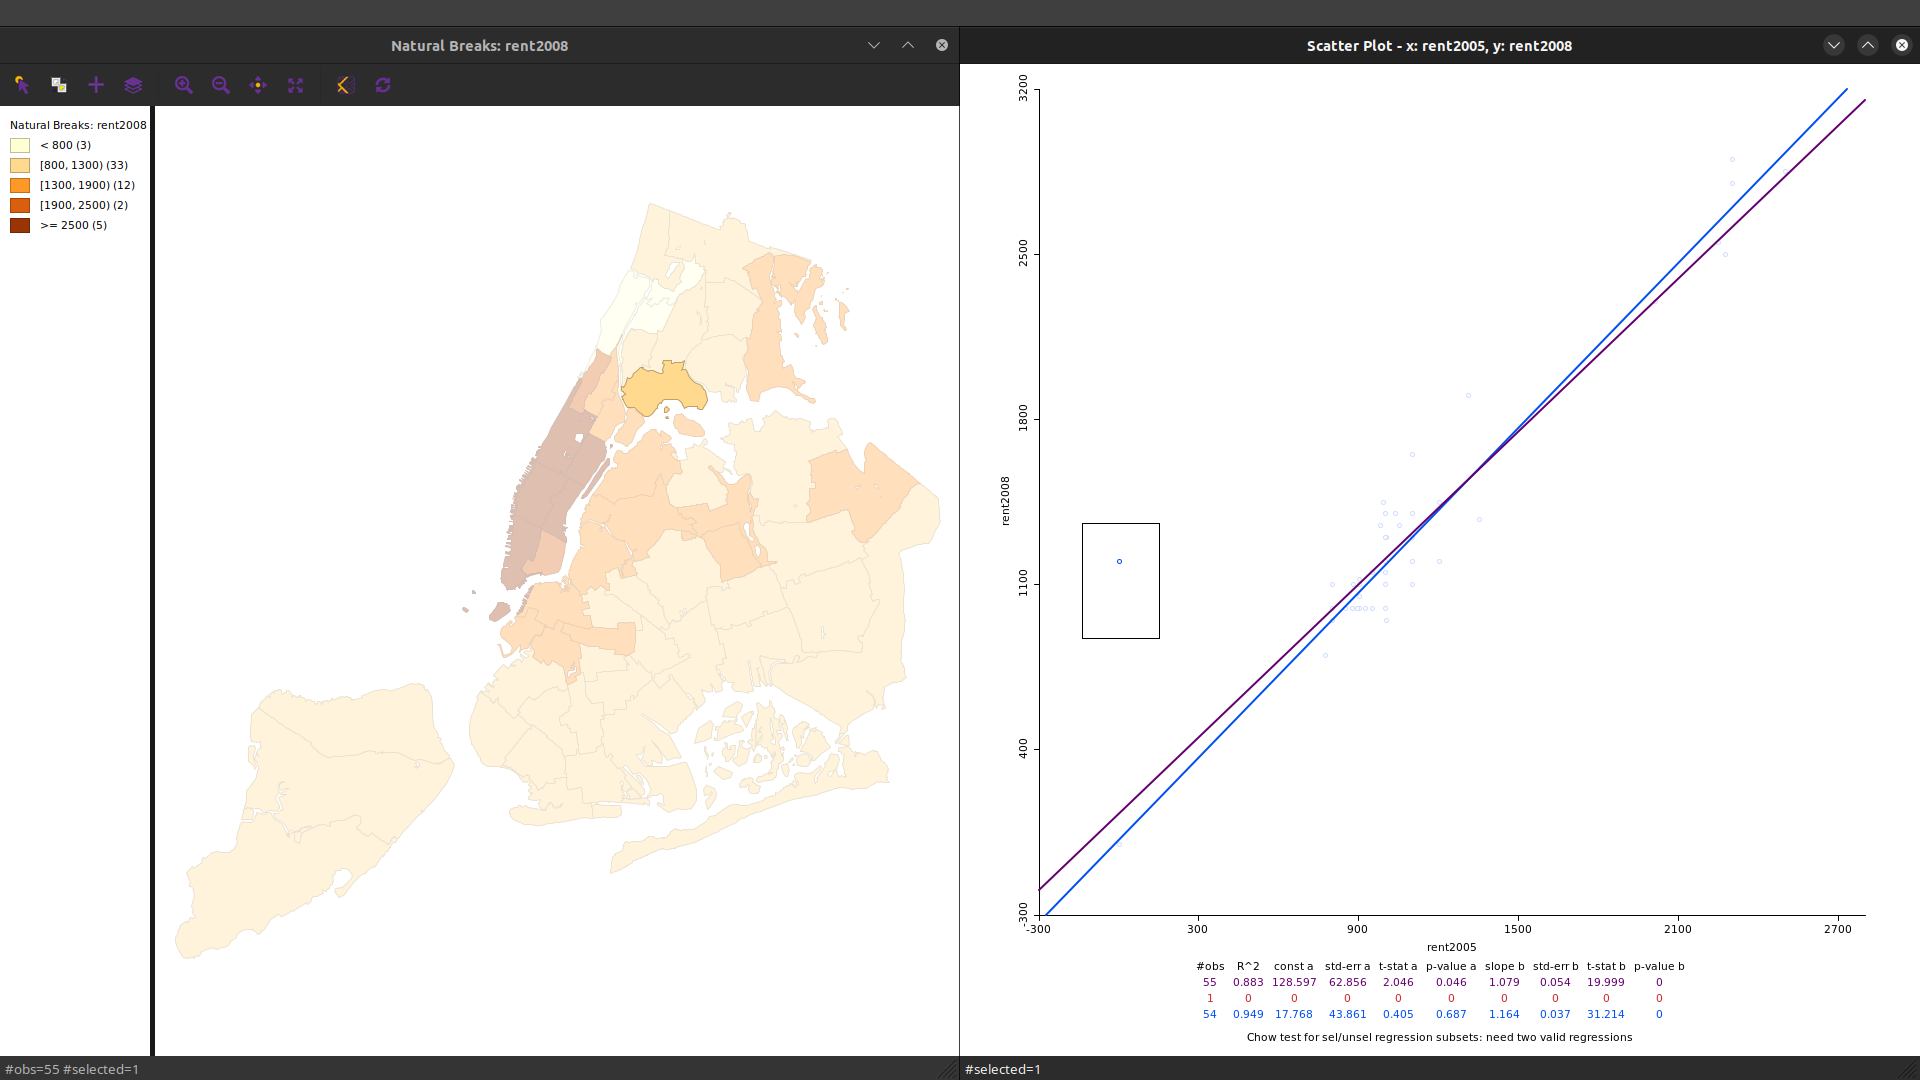 Natural Breaks: rent2008
Natural Breaks: rent2008
< 800 (3)
[800, 1300) (33)
[1300, 1900) (12)
[1900, 2500) (2)
>= 2500 (5)
#obs=55 #selected=1
Scatter Plot - x: rent2005, y: rent2008
3200
2500
1800
1100
400
-300
rent2008
-300 300 900 1500 2100 2700
rent2005
#obs R^2 const a std-err a t-stat a p-value a slope b std-err b t-stat b p-value b
55 0.883 128.597 62.856 2.046 0.046 1.079 0.054 19.999 0
1 0 0 0 0 0 0 0 0 0
54 0.949 17.768 43.861 0.405 0.687 1.164 0.037 31.214 0
Chow test for sel/unsel regression subsets: need two valid regressions
#selected=1